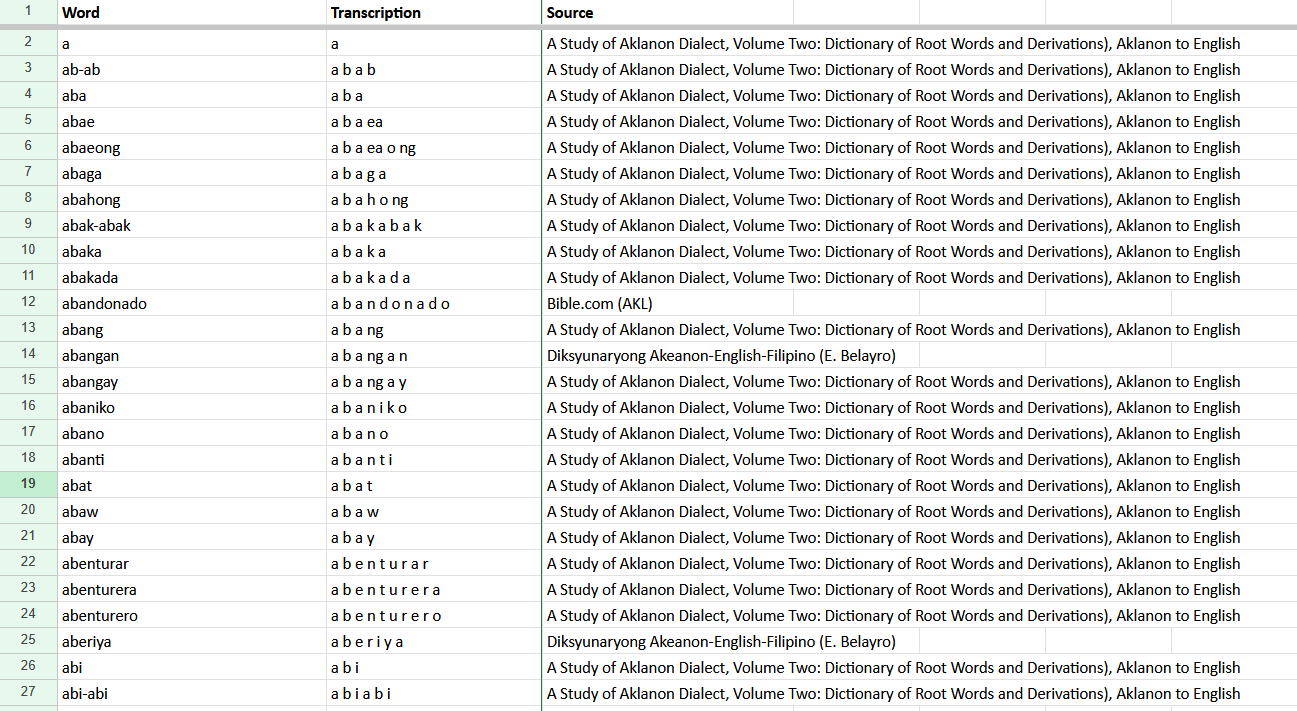 1 Word Transcription Source
2 a a A Study of Aklanon Dialect, Volume Two: Dictionary of Root Words and Derivations), Aklanon to English
3 ab-ab a b a b A Study of Aklanon Dialect, Volume Two: Dictionary of Root Words and Derivations), Aklanon to English
4 aba a b a A Study of Aklanon Dialect, Volume Two: Dictionary of Root Words and Derivations), Aklanon to English
5 abae a b a ea A Study of Aklanon Dialect, Volume Two: Dictionary of Root Words and Derivations), Aklanon to English
6 abaeong a b a ea o ng A Study of Aklanon Dialect, Volume Two: Dictionary of Root Words and Derivations), Aklanon to English
7 abaga a b a g a A Study of Aklanon Dialect, Volume Two: Dictionary of Root Words and Derivations), Aklanon to English
8 abahong a b a h o ng A Study of Aklanon Dialect, Volume Two: Dictionary of Root Words and Derivations), Aklanon to English
9 abak-abak a b a k a b a k A Study of Aklanon Dialect, Volume Two: Dictionary of Root Words and Derivations), Aklanon to English
10 abaka a b a k a A Study of Aklanon Dialect, Volume Two: Dictionary of Root Words and Derivations), Aklanon to English
11 abakada a b a k a d a A Study of Aklanon Dialect, Volume Two: Dictionary of Root Words and Derivations), Aklanon to English
12 abandonado a b a n d o n a d o Bible.com (AKL)
13 abang a b a ng A Study of Aklanon Dialect, Volume Two: Dictionary of Root Words and Derivations), Aklanon to English
14 abangan a b a ng a n Diksyunaryong Akeanon-English-Filipino (E. Belayro)
15 abangay a b a ng a y A Study of Aklanon Dialect, Volume Two: Dictionary of Root Words and Derivations), Aklanon to English
16 abaniko a b a n i k o A Study of Aklanon Dialect, Volume Two: Dictionary of Root Words and Derivations), Aklanon to English
17 abano a b a n o A Study of Aklanon Dialect, Volume Two: Dictionary of Root Words and Derivations), Aklanon to English
18 abanti a b a n t i A Study of Aklanon Dialect, Volume Two: Dictionary of Root Words and Derivations), Aklanon to English
19 abat a b a t A Study of Aklanon Dialect, Volume Two: Dictionary of Root Words and Derivations), Aklanon to English
20 abaw a b a w A Study of Aklanon Dialect, Volume Two: Dictionary of Root Words and Derivations), Aklanon to English
21 abay a b a y A Study of Aklanon Dialect, Volume Two: Dictionary of Root Words and Derivations), Aklanon to English
22 abenturar a b e n t u r a r A Study of Aklanon Dialect, Volume Two: Dictionary of Root Words and Derivations), Aklanon to English
23 abenturera a b e n t u r e r a A Study of Aklanon Dialect, Volume Two: Dictionary of Root Words and Derivations), Aklanon to English
24 abenturero a b e n t u r e r o A Study of Aklanon Dialect, Volume Two: Dictionary of Root Words and Derivations), Aklanon to English
25 aberiya a b e r i y a Diksyunaryong Akeanon-English-Filipino (E. Belayro)
26 abi a b i A Study of Aklanon Dialect, Volume Two: Dictionary of Root Words and Derivations), Aklanon to English
27 abi-abi a b i a b i A Study of Aklanon Dialect, Volume Two: Dictionary of Root Words and Derivations), Aklanon to English